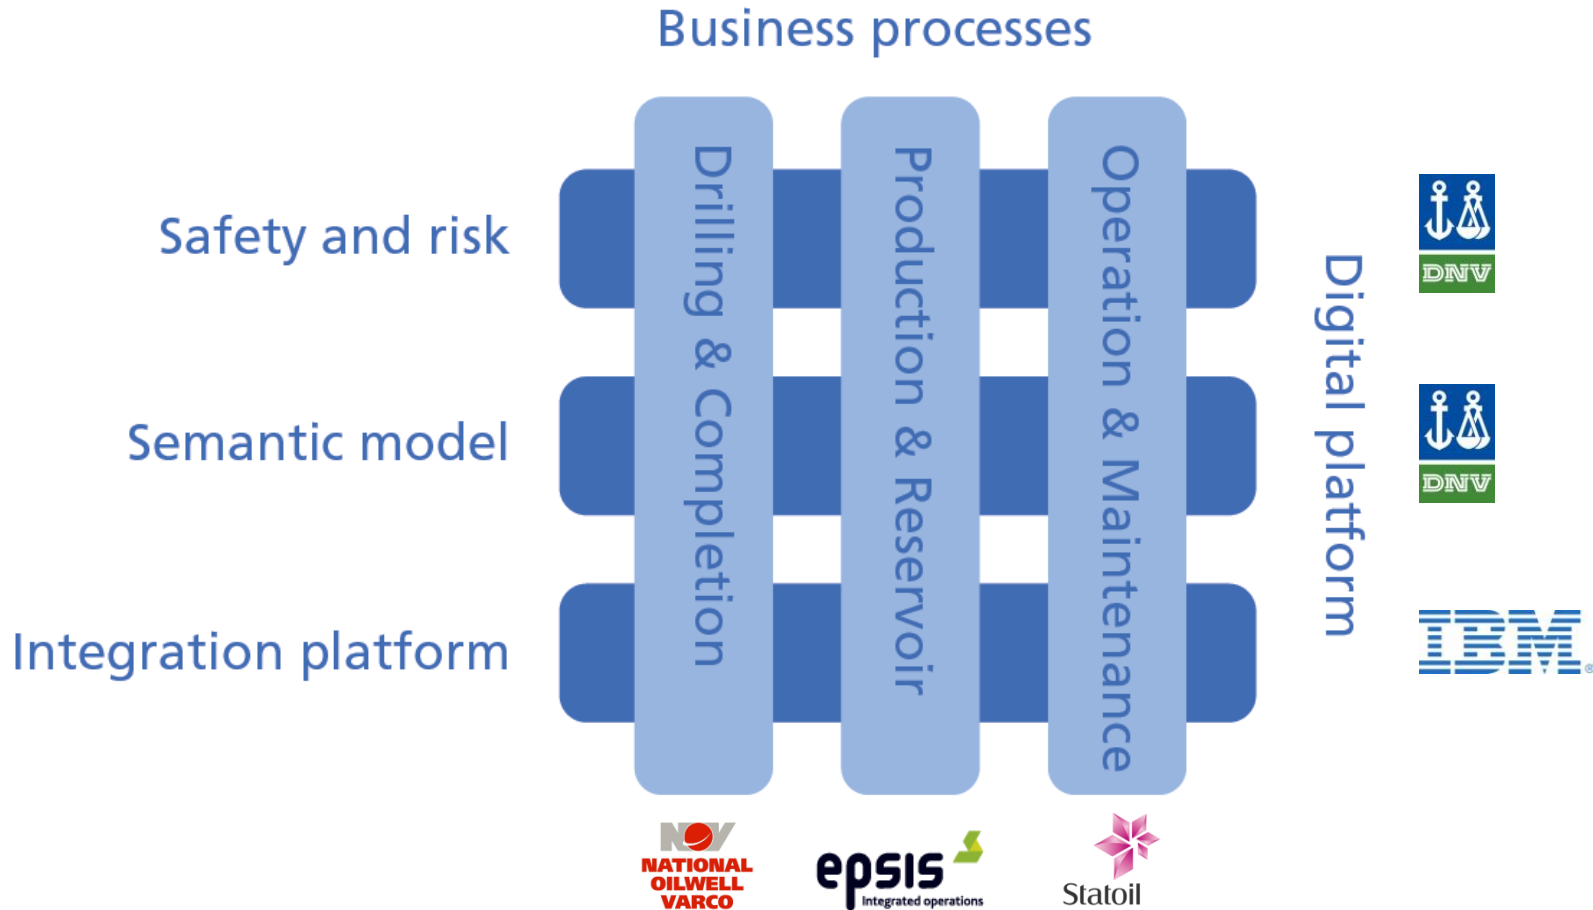 Business processes
Drilling & Completion
Production & Reservoir
Operation & Maintenance
Safety and risk
Semantic model
Integration platform
Digital platform
DNV
DNV
IBM®
NOV
NATIONAL
OILWELL
VARCO
epsis
Integrated operations
Statoil